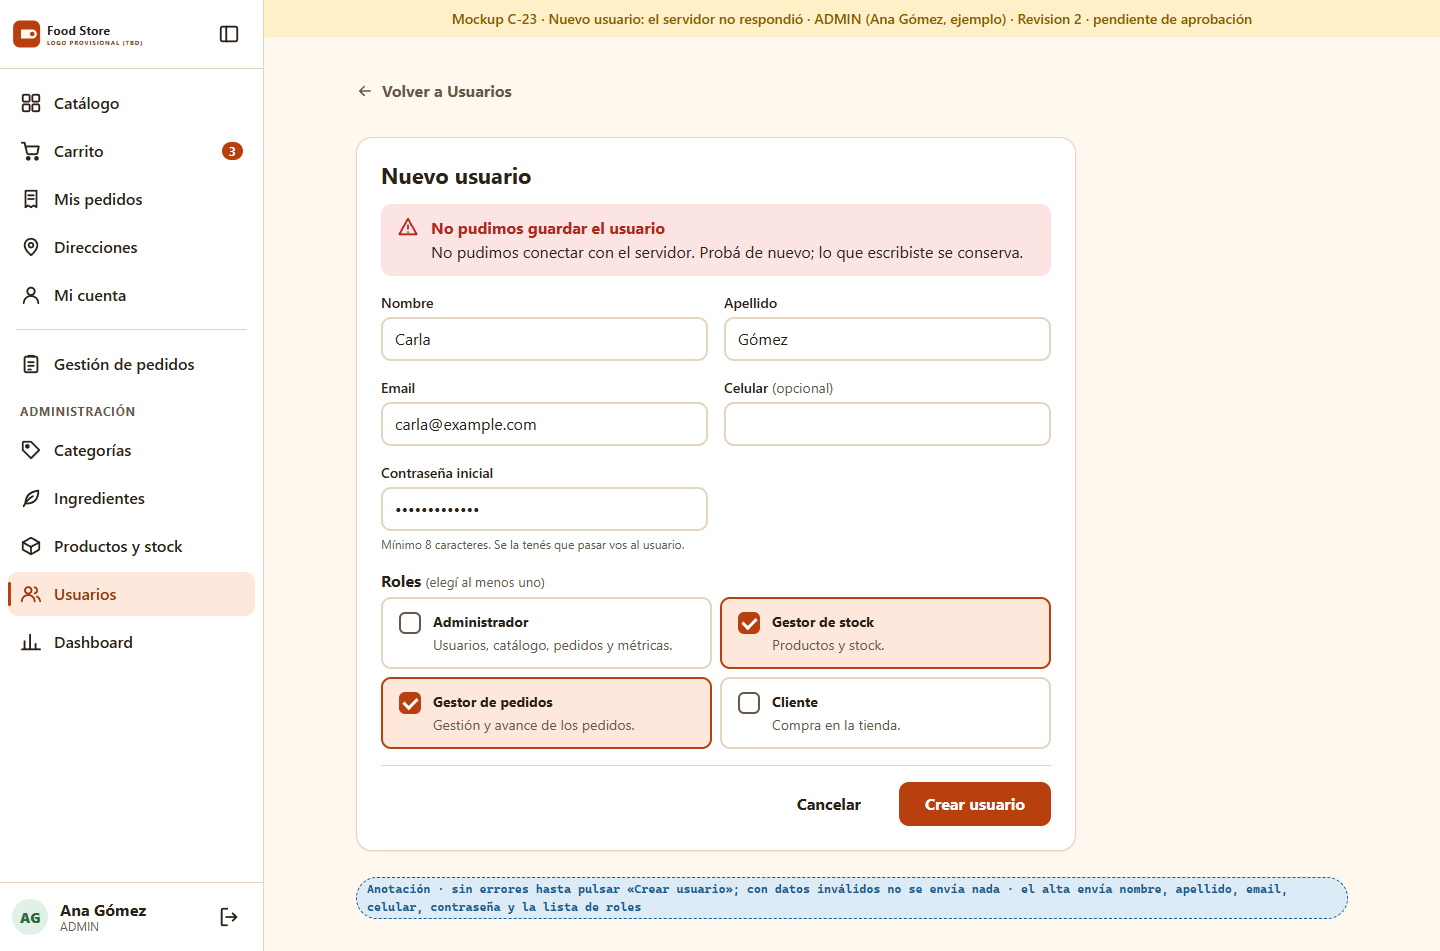 Food Store
LOGO PROVISIONAL (TBD)
Catálogo
Carrito
3
Mis pedidos
Direcciones
Mi cuenta
Gestión de pedidos
ADMINISTRACIÓN
Categorías
Ingredientes
Productos y stock
Usuarios
Dashboard
AG
Ana Gómez
ADMIN
Mockup C-23 · Nuevo usuario: el servidor no respondió · ADMIN (Ana Gómez, ejemplo) · Revision 2 · pendiente de aprobación
Volver a Usuarios
Nuevo usuario
No pudimos guardar el usuario
No pudimos conectar con el servidor. Probá de nuevo; lo que escribiste se conserva.
Nombre
Carla
Apellido
Gómez
Email
carla@example.com
Celular (opcional)
Contraseña inicial
•••••••••••••
Mínimo 8 caracteres. Se la tenés que pasar vos al usuario.
Roles (elegí al menos uno)
Administrador
Usuarios, catálogo, pedidos y métricas.
Gestor de stock
Productos y stock.
Gestor de pedidos
Gestión y avance de los pedidos.
Cliente
Compra en la tienda.
Cancelar
Crear usuario
Anotación · sin errores hasta pulsar «Crear usuario»; con datos inválidos no se envía nada · el alta envía nombre, apellido, email,
celular, contraseña y la lista de roles